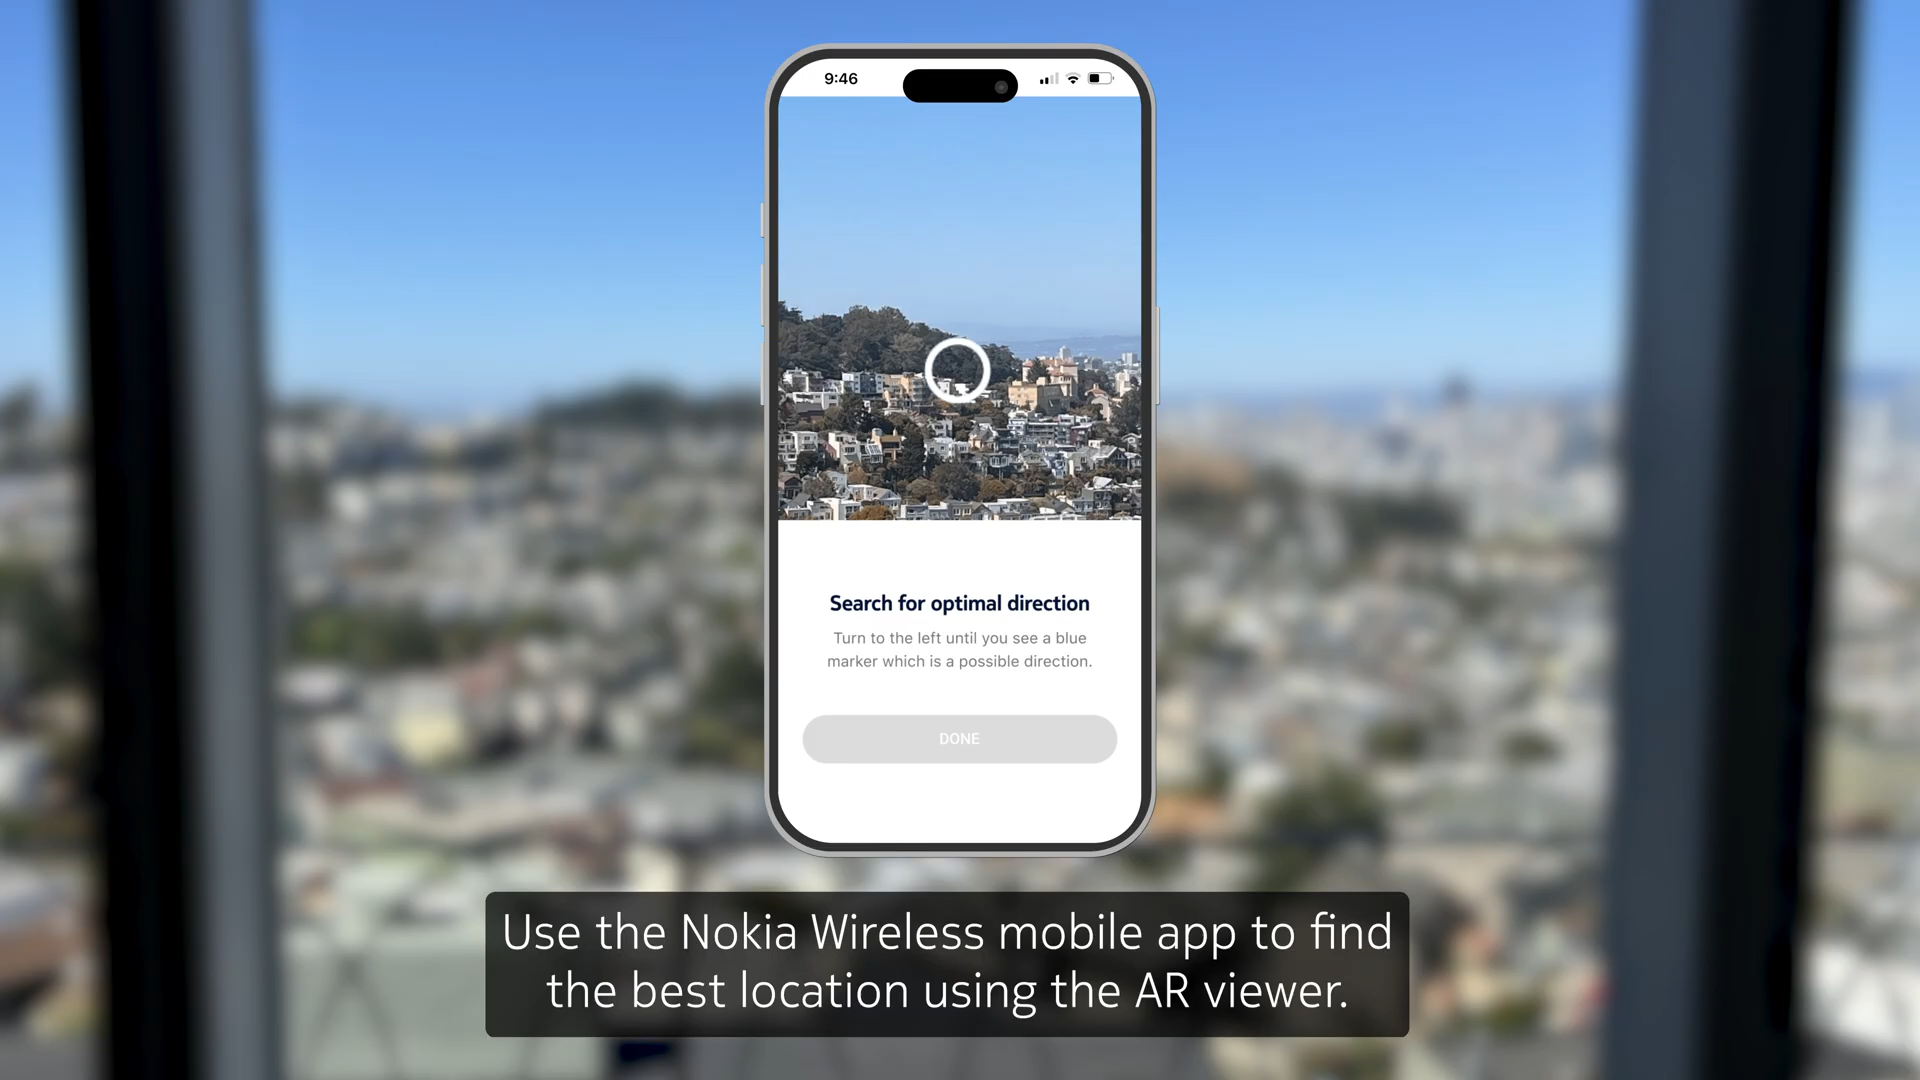 9:46
Search for optimal direction
Turn to the left until you see a blue
marker which is a possible direction.
DONE
Use the Nokia Wireless mobile app to find
the best location using the AR viewer.